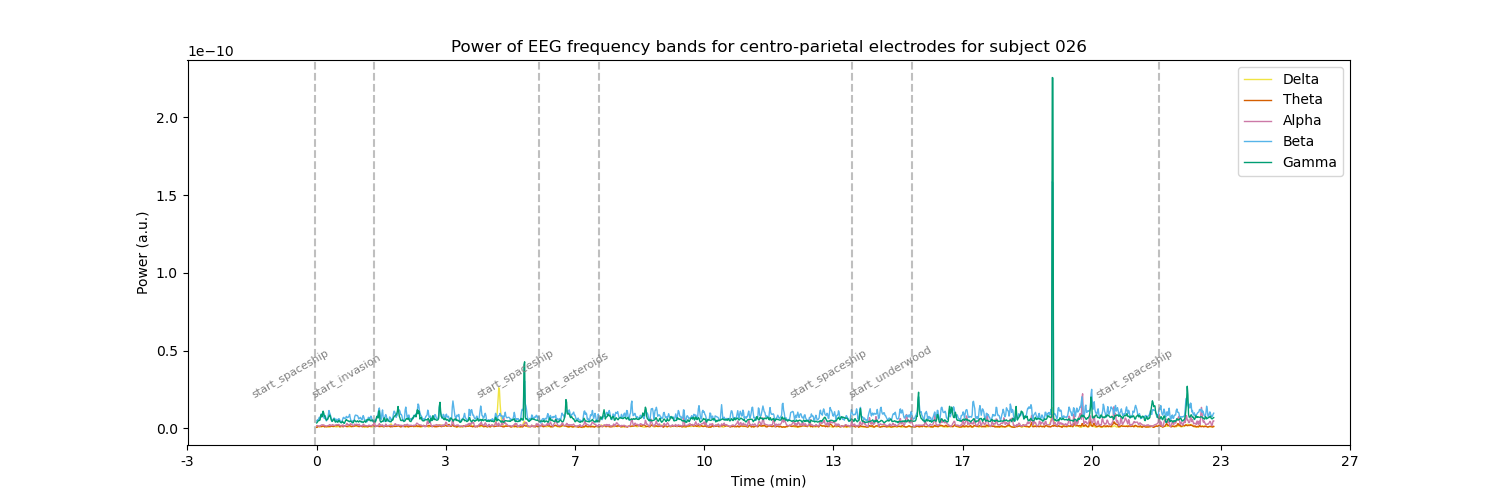 Power of EEG frequency bands for centro-parietal electrodes for subject 026
1e−10
Delta
Theta
Alpha
Beta
Gamma
2.0
1.5
1.0
0.5
0.0
Power (a.u.)
start_spaceship
start_invasion
start_spaceship
start_asteroids
start_spaceship
start_underwood
start_spaceship
-3 0 3 7 10 13 17 20 23 27
Time (min)